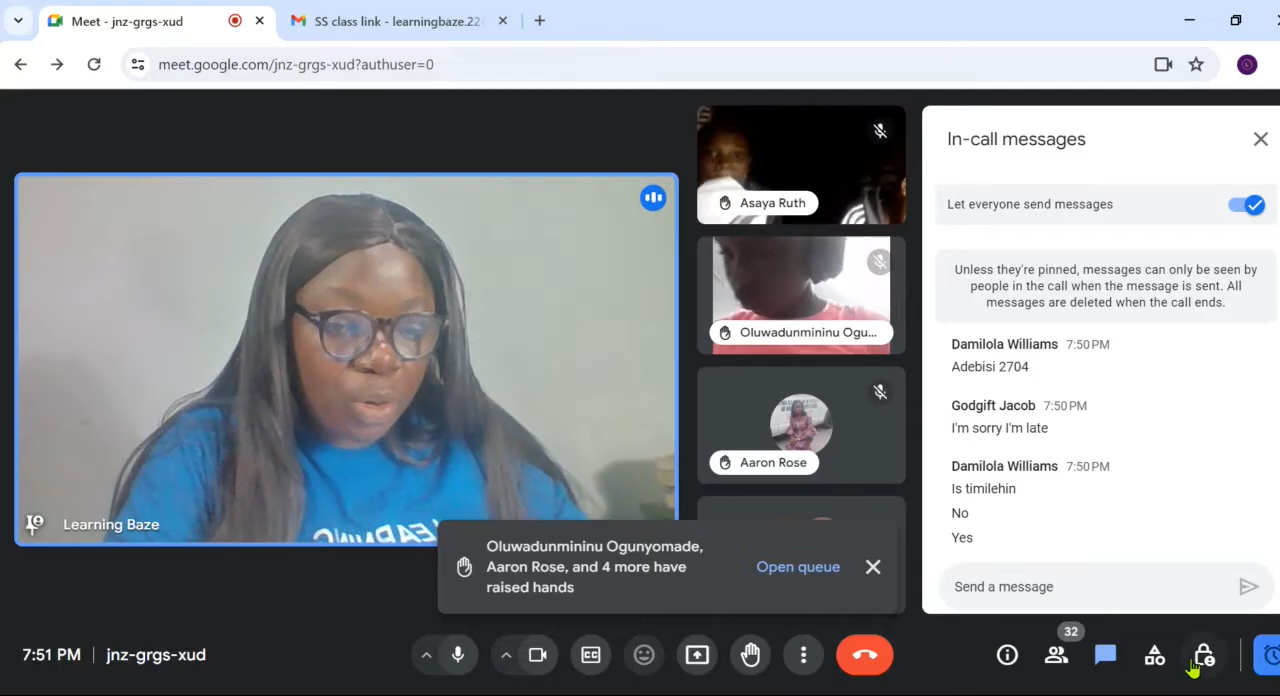 Meet - jnz-grgs-xud
SS class link - learningbaze.22
meet.google.com/jnz-grgs-xud?authuser=0
Learning Baze
Asaya Ruth
Oluwadunmininu Ogu...
Aaron Rose
Oluwadunmininu Ogunyomade,
Aaron Rose, and 4 more have
raised hands
Open queue
In-call messages
Let everyone send messages
Unless they're pinned, messages can only be seen by
people in the call when the message is sent. All
messages are deleted when the call ends.
Damilola Williams 7:50 PM
Adebisi 2704
Godgift Jacob 7:50 PM
I'm sorry I'm late
Damilola Williams 7:50 PM
Is timilehin
No
Yes
Send a message
7:51 PM | jnz-grgs-xud
CC
32